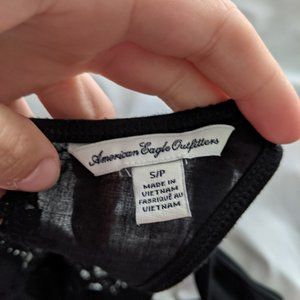 American Eagle Outfitters
S/P
MADE IN
VIETNAM
FABRIQUÉ AU
VIETNAM